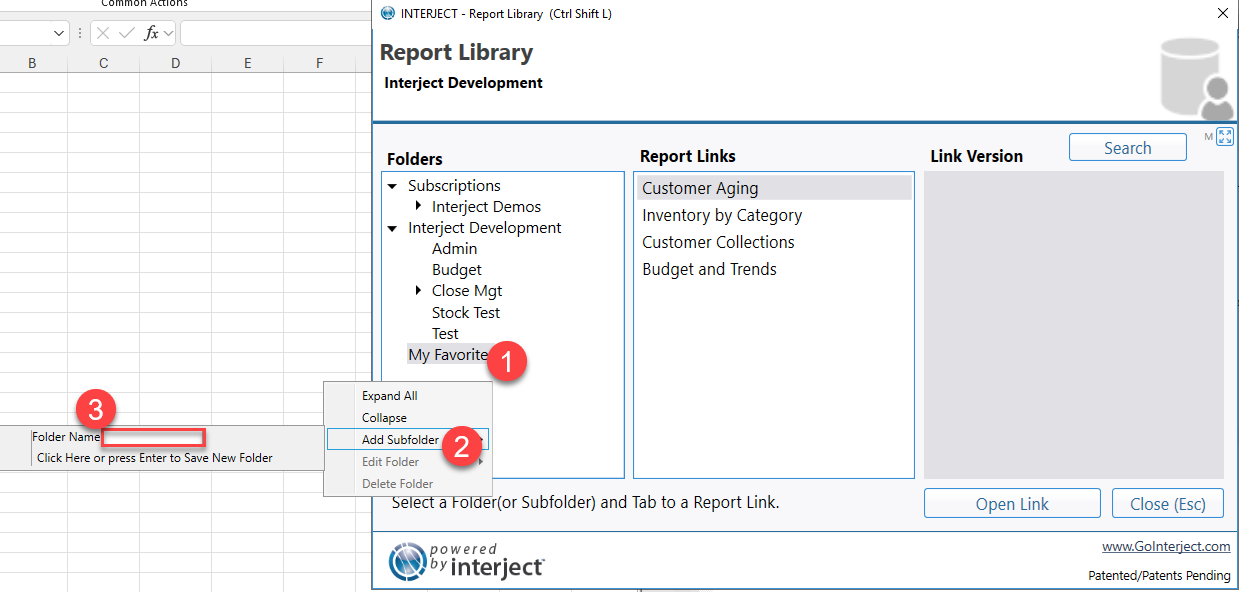 Common Actions
INTERJECT - Report Library (Ctrl Shift L)
fx
Report Library
Interject Development
B C D E F
M
Search
Folders
Report Links
Link Version
Subscriptions
Interject Demos
Interject Development
Admin
Budget
Close Mgt
Stock Test
Test
My Favorite
1
Customer Aging
Inventory by Category
Customer Collections
Budget and Trends
Expand All
Collapse
Add Subfolder
2
Edit Folder
Delete Folder
3
Folder Name
Click Here or press Enter to Save New Folder
Select a Folder(or Subfolder) and Tab to a Report Link.
Open Link
Close (Esc)
powered
by interject™
www.GoInterject.com
Patented/Patents Pending